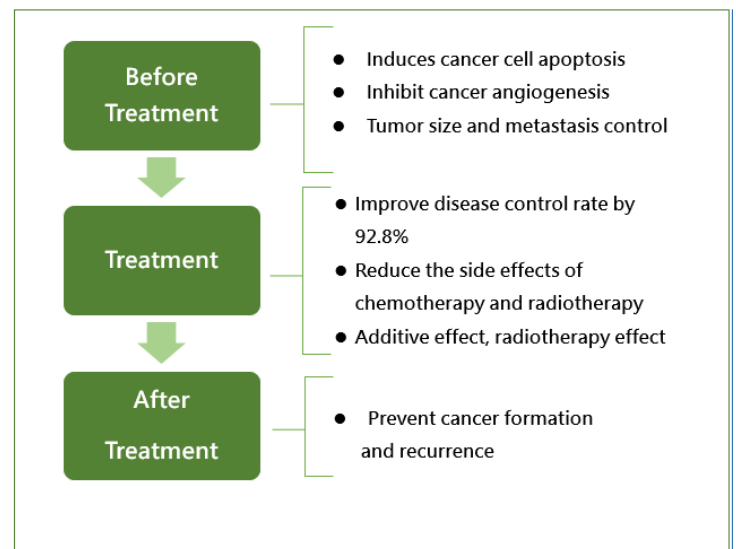 Before
Treatment
● Induces cancer cell apoptosis
● Inhibit cancer angiogenesis
● Tumor size and metastasis control
Treatment
● Improve disease control rate by
92.8%
● Reduce the side effects of
chemotherapy and radiotherapy
● Additive effect, radiotherapy effect
After
Treatment
● Prevent cancer formation
and recurrence